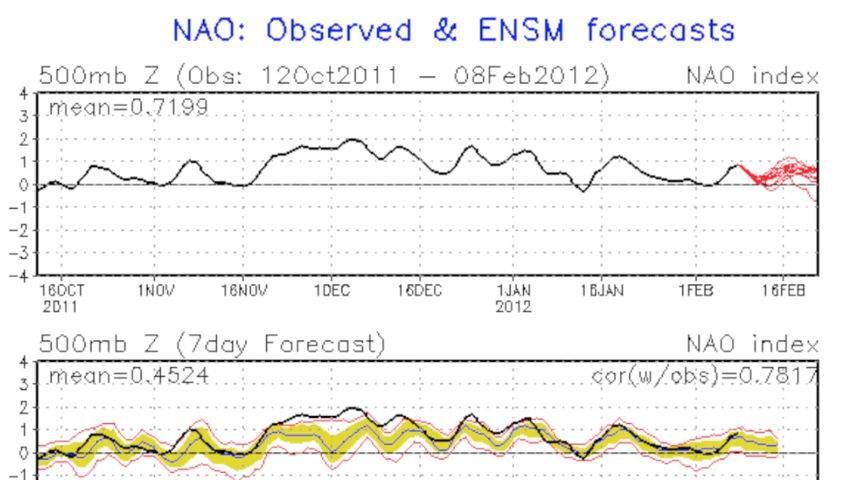 NAO: Observed & ENSM forecasts
500mb Z (Obs: 12Oct2011 – 08Feb2012) NAO index
mean=0.7199
4
3
2
1
0
-1
-2
-3
-4
16OCT 1NOV 16NOV 1DEC 16DEC 1JAN 16JAN 1FEB 16FEB
2011 2012
500mb Z (7day Forecast) NAO index
mean=0.4524 cor(w/obs)=0.7817
4
3
2
1
0
-1